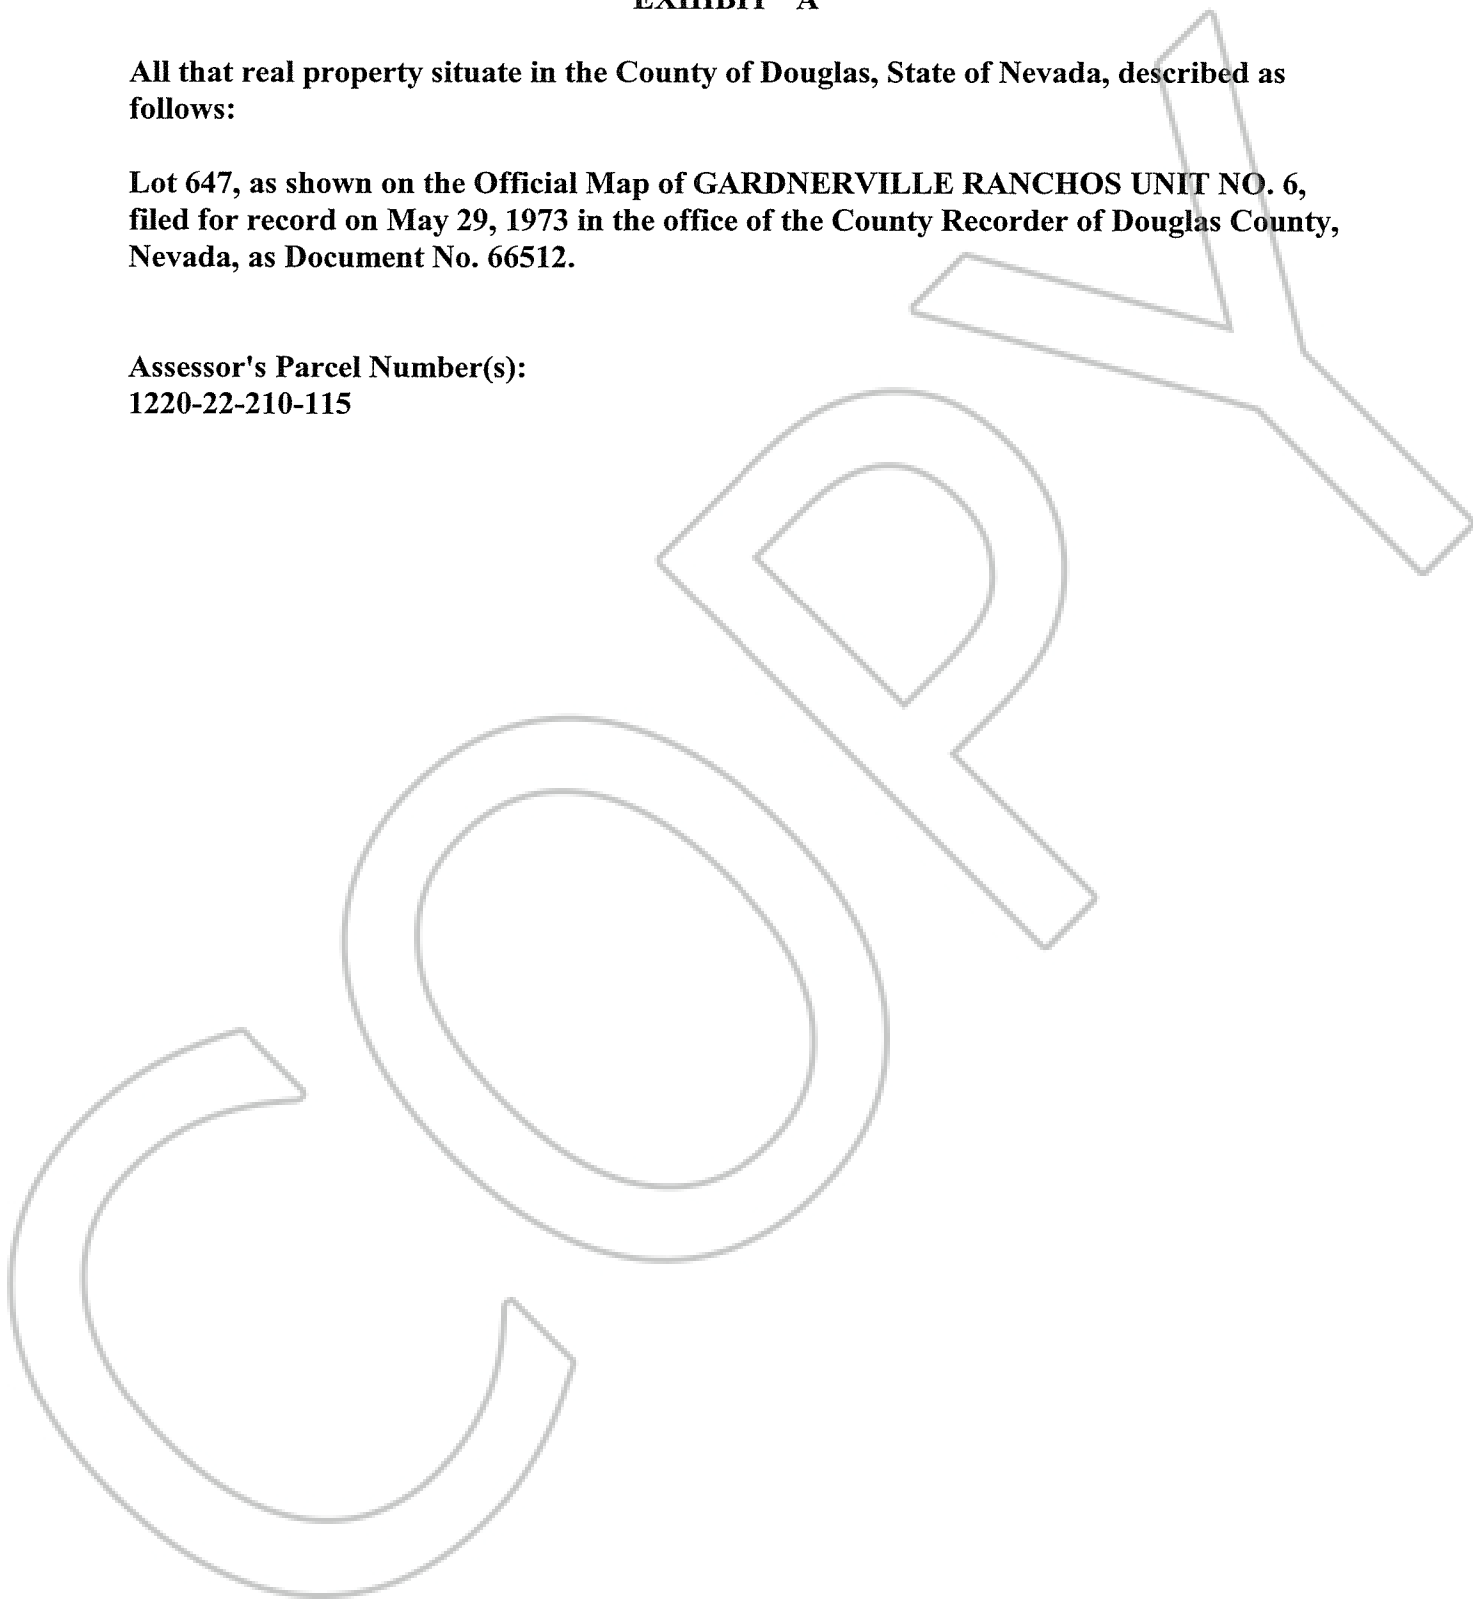 EXHIBIT "A"
All that real property situate in the County of Douglas, State of Nevada, described as
follows:
Lot 647, as shown on the Official Map of GARDNERVILLE RANCHOS UNIT NO. 6,
filed for record on May 29, 1973 in the office of the County Recorder of Douglas County,
Nevada, as Document No. 66512.
Assessor's Parcel Number(s):
1220-22-210-115
COPY